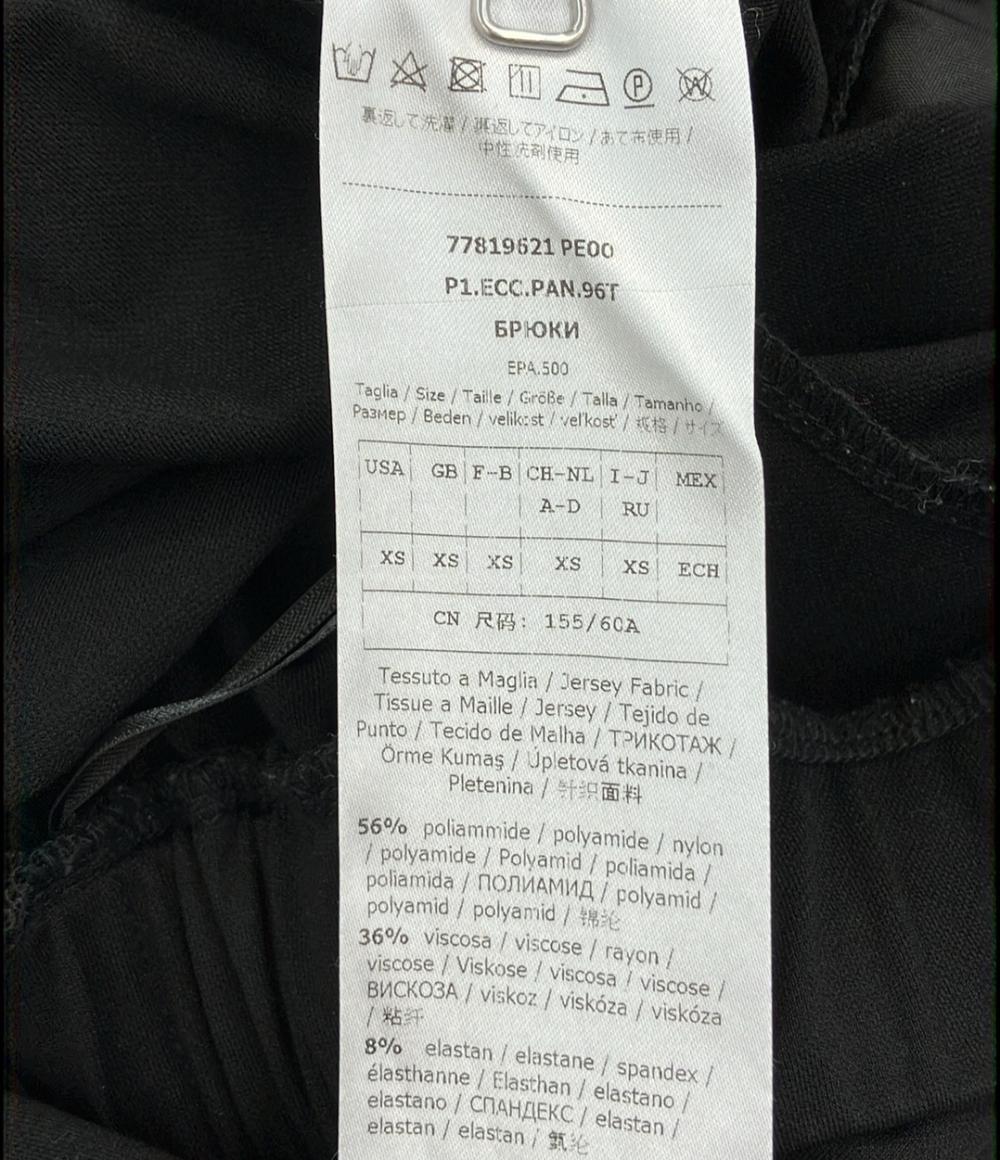 裏返して洗濯 / 裏返してアイロン / あて布使用 /
中性洗剤使用
77819621 PE00
P1.ECC.PAN.96T
БРЮКИ
EPA.500
Taglia / Size / Taille / Größe / Talla / Tamanho /
Размер / Beden / velikost / veľkosť / 规格 / サイズ
USA GB F-B CH-NL I-J MEX
A-D RU
XS XS XS XS XS ECH
CN 尺码: 155/60A
Tessuto a Maglia / Jersey Fabric /
Tissue a Maille / Jersey / Tejido de
Punto / Tecido de Malha / ТРИКОТАЖ /
Örme Kumaş / Úpletová tkanina /
Pletenina / 针织面料
56% poliammide / polyamide / nylon
/ polyamide / Polyamid / poliamida /
poliamida / ПОЛИАМИД / polyamid /
polyamid / polyamid / 锦纶
36% viscosa / viscose / rayon /
viscose / Viskose / viscosa / viscose /
ВИСКОЗА / viskoz / viskóza / viskóza
/ 粘纤
8% elastan / elastane / spandex /
élasthanne / Elasthan / elastano /
elastano / СПАНДЕКС / elastan /
elastan / elastan / 氨纶